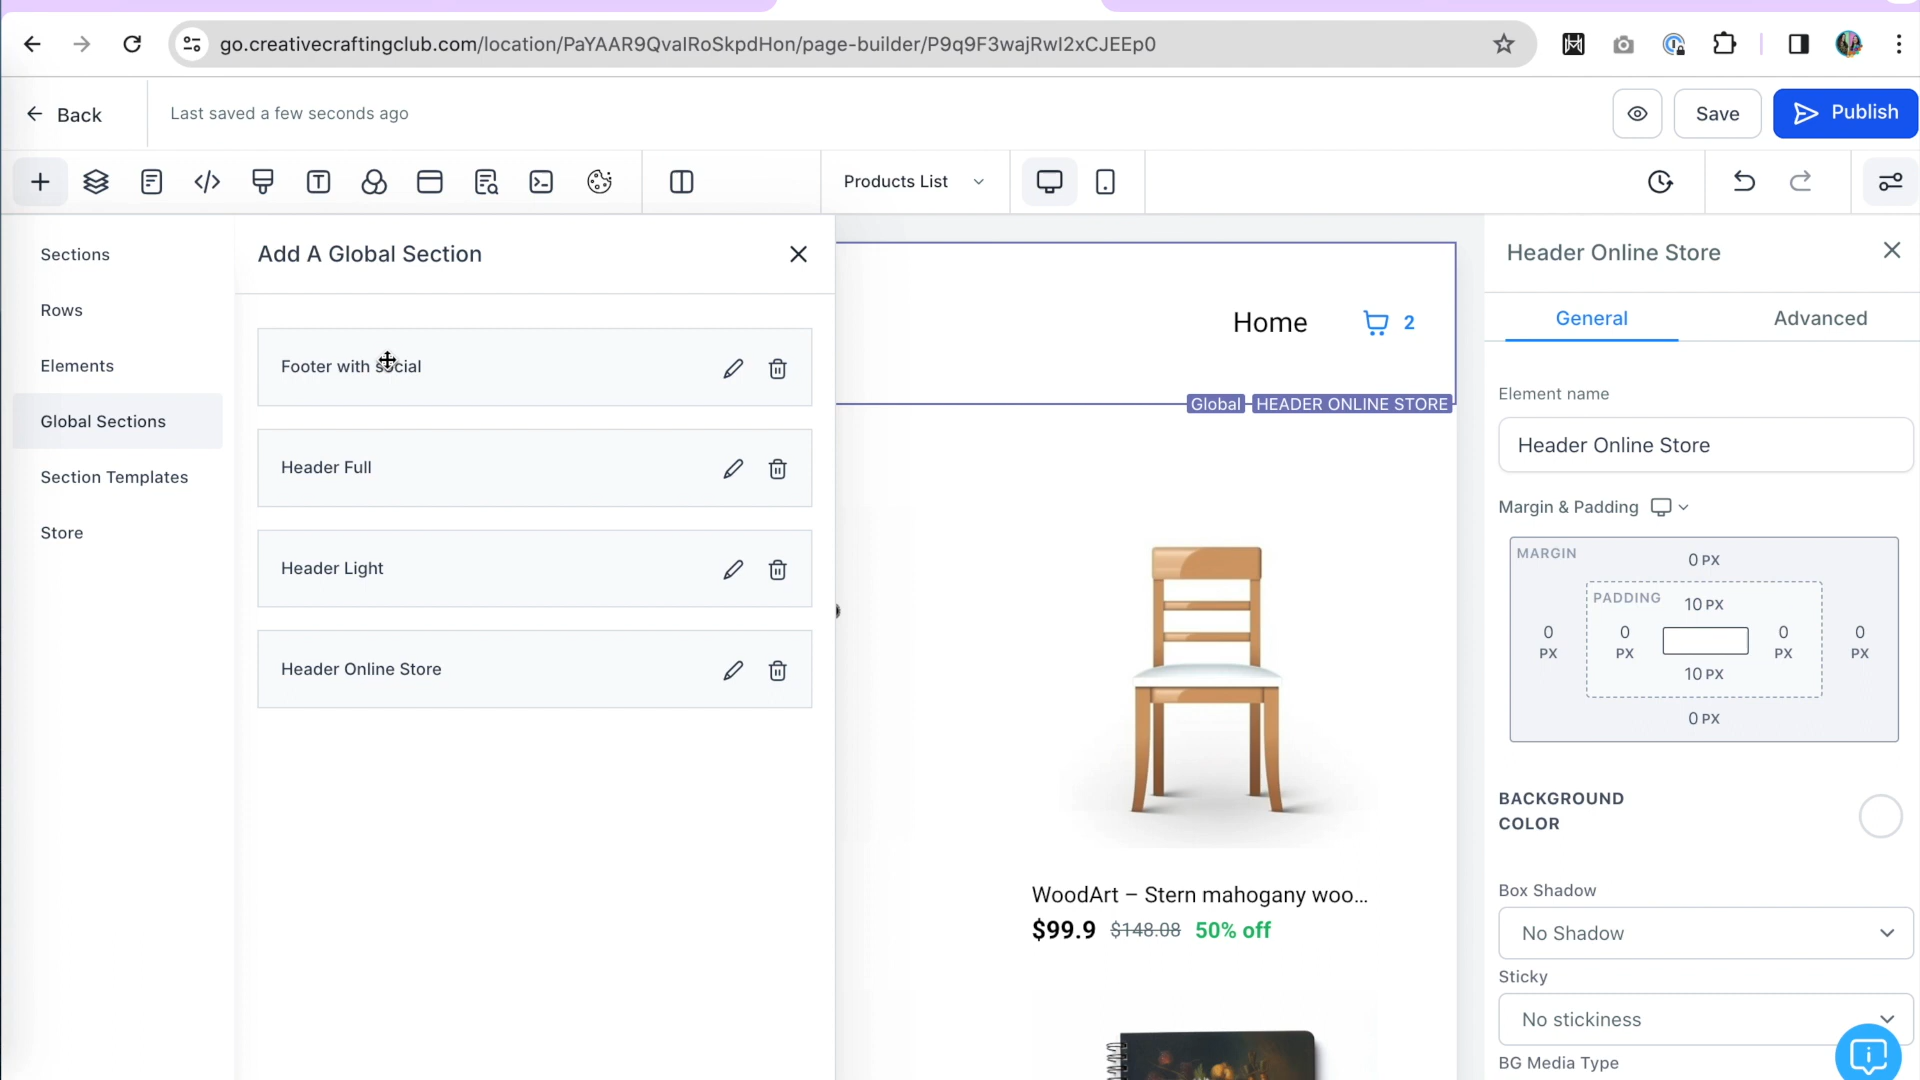 go.creativecraftingclub.com/location/PaYAAR9QvaIRoSkpdHon/page-builder/P9q9F3wajRwI2xCJEEp0
Back
Last saved a few seconds ago
Save
Publish
Products List
Sections
Rows
Elements
Global Sections
Section Templates
Store
Add A Global Section
Footer with social
Header Full
Header Light
Header Online Store
Home
2
Global
HEADER ONLINE STORE
WoodArt – Stern mahogany woo...
$99.9 $148.08 50% off
Header Online Store
General
Advanced
Element name
Header Online Store
Margin & Padding
MARGIN
0 PX
PADDING
10 PX
0 PX
0 PX
0 PX
0 PX
10 PX
0 PX
BACKGROUND
COLOR
Box Shadow
No Shadow
Sticky
No stickiness
BG Media Type